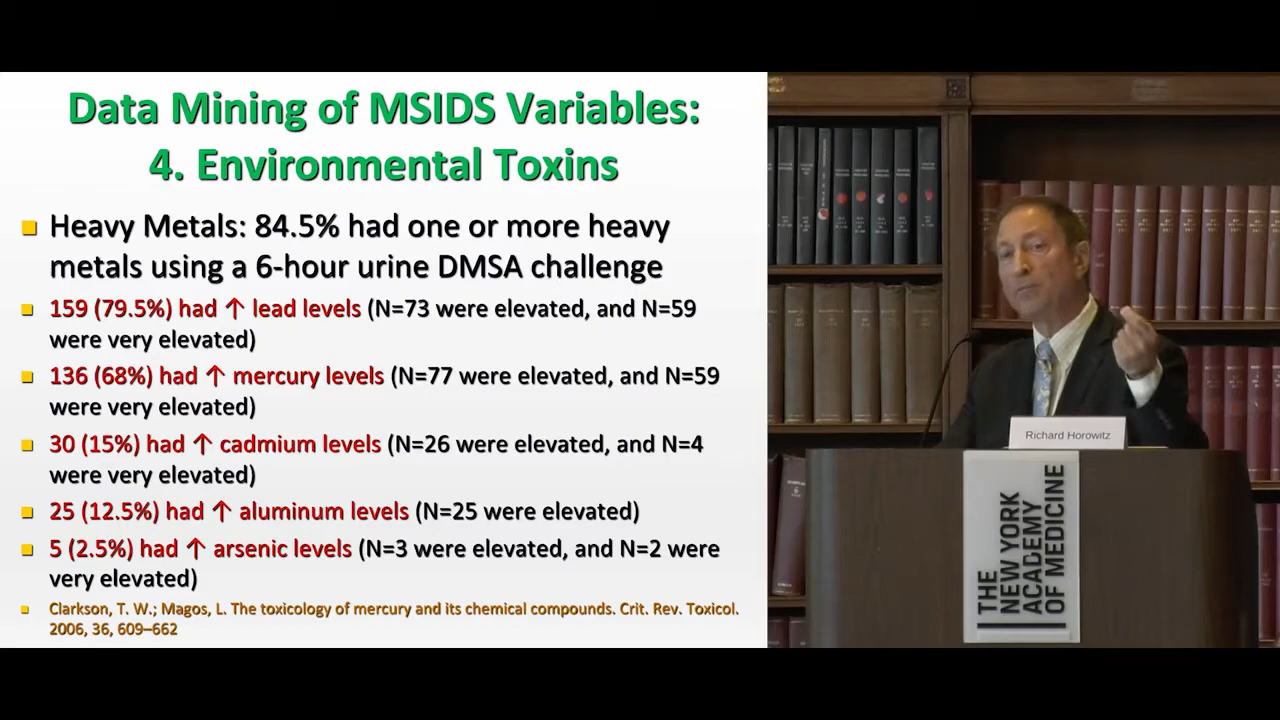 Data Mining of MSIDS Variables:
4. Environmental Toxins
Heavy Metals: 84.5% had one or more heavy
metals using a 6-hour urine DMSA challenge
159 (79.5%) had ↑ lead levels (N=73 were elevated, and N=59
were very elevated)
136 (68%) had ↑ mercury levels (N=77 were elevated, and N=59
were very elevated)
30 (15%) had ↑ cadmium levels (N=26 were elevated, and N=4
were very elevated)
25 (12.5%) had ↑ aluminum levels (N=25 were elevated)
5 (2.5%) had ↑ arsenic levels (N=3 were elevated, and N=2 were
very elevated)
Clarkson, T. W.; Magos, L. The toxicology of mercury and its chemical compounds. Crit. Rev. Toxicol.
2006, 36, 609–662
Richard Horowitz
THE
NEW YORK
ACADEMY
OF MEDICINE